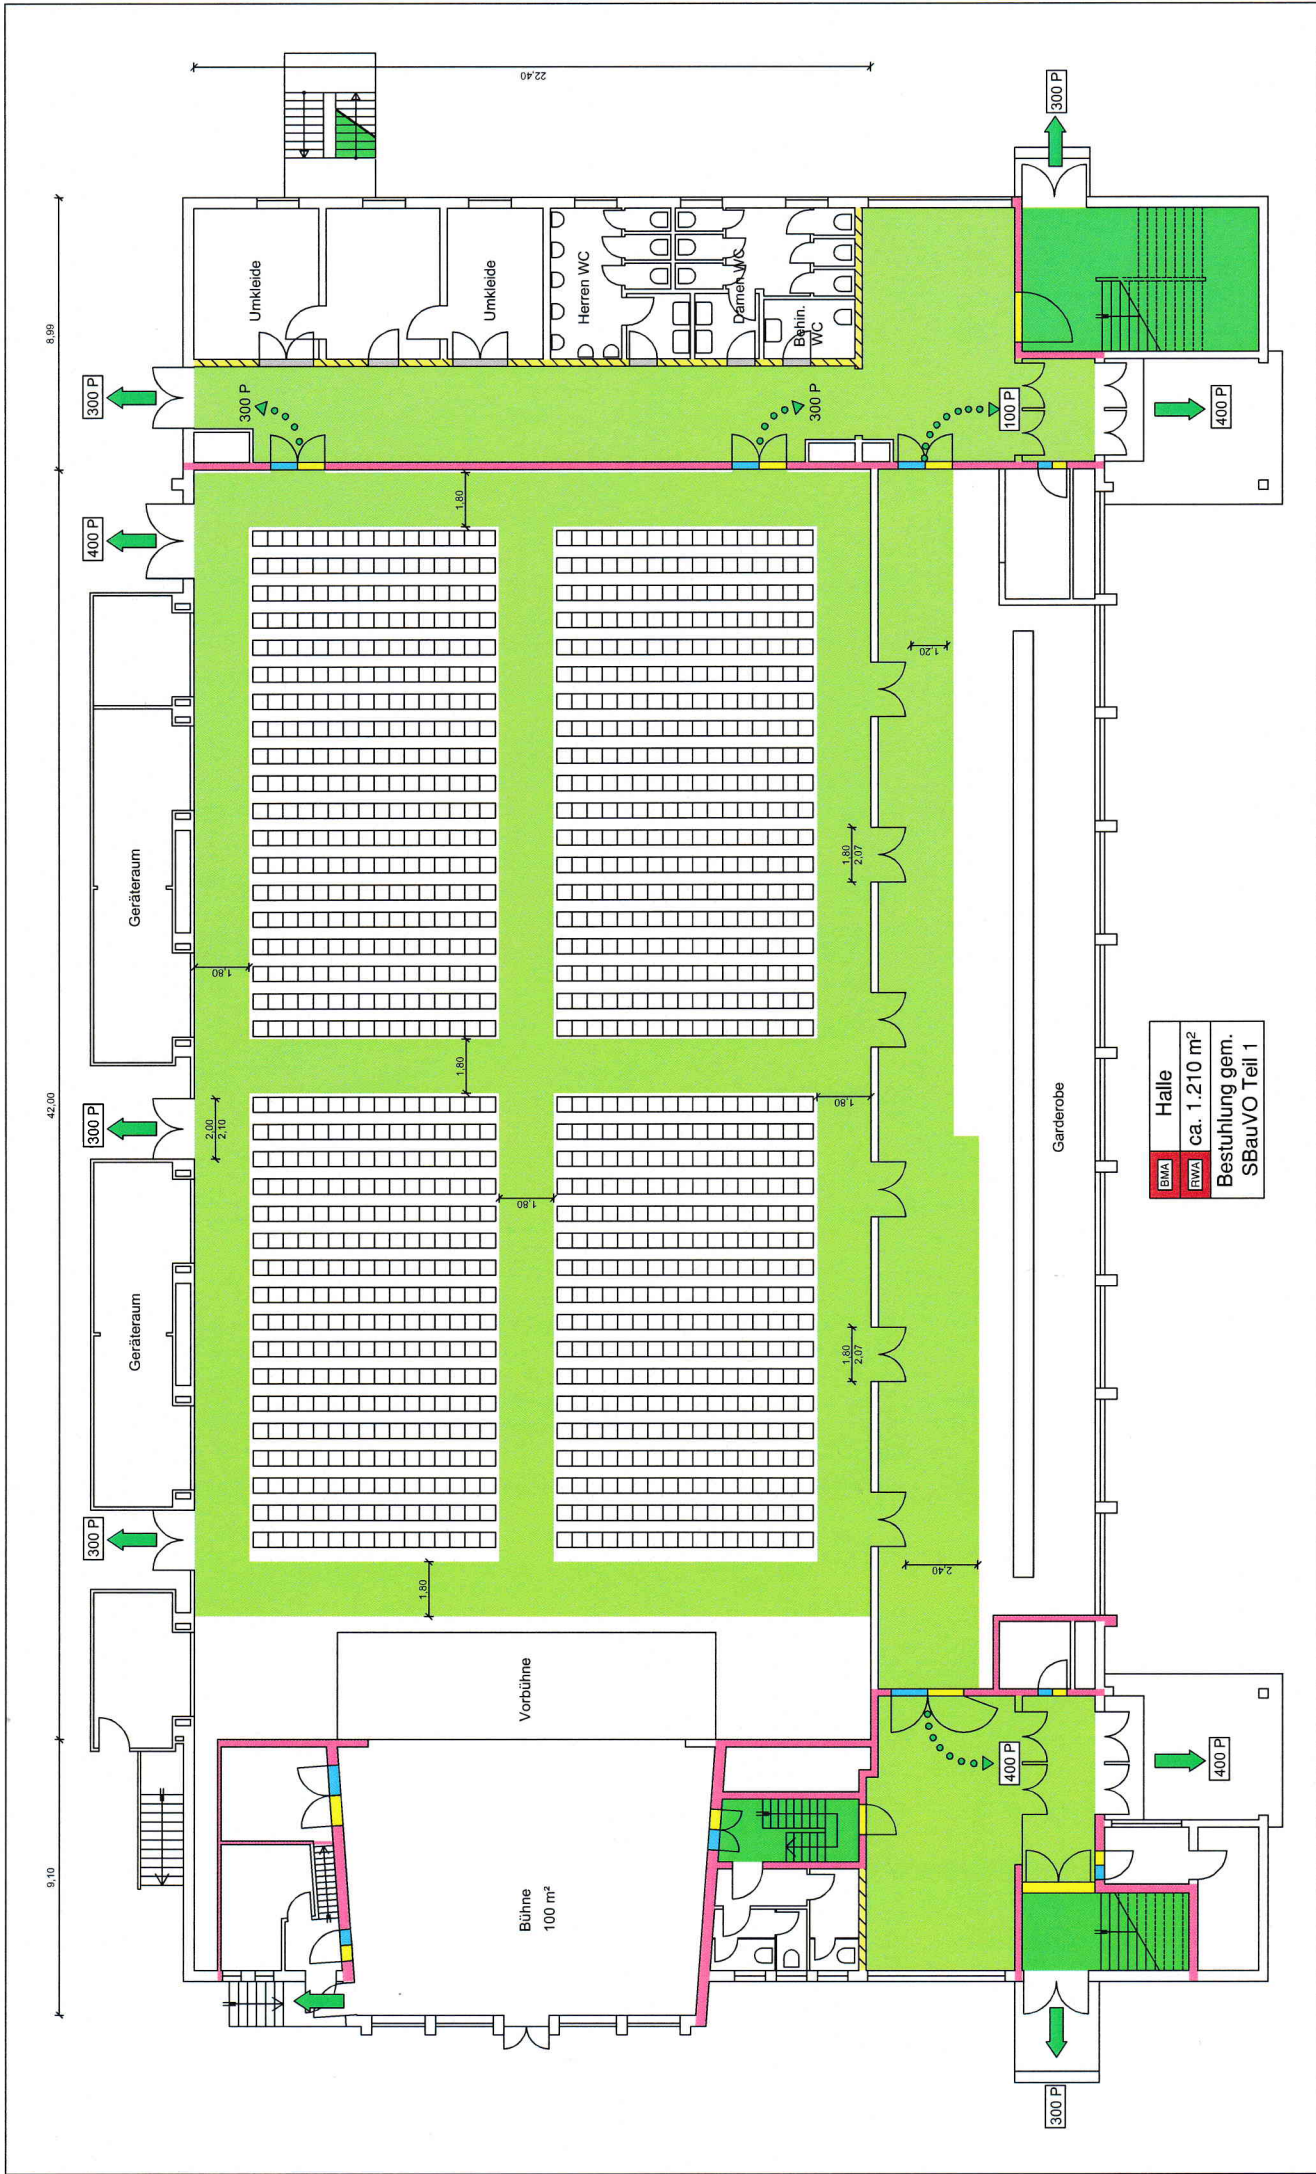 22,40
8,99
42,00
9,10
300 P
400 P
300 P
300 P
300 P
Umkleide
Umkleide
Herren WC
Damen WC
Behin.
WC
300 P
300 P
100 P
400 P
Geräteraum
Geräteraum
1,80
1,80
1,80
1,80
1,80
1,80
2,00
2,10
1,80
2,07
1,80
2,07
1,20
2,40
Garderobe
Vorbühne
Bühne
100 m²
400 P
400 P
300 P
BMA
Halle
RWA
ca. 1.210 m²
Bestuhlung gem.
SBauVO Teil 1